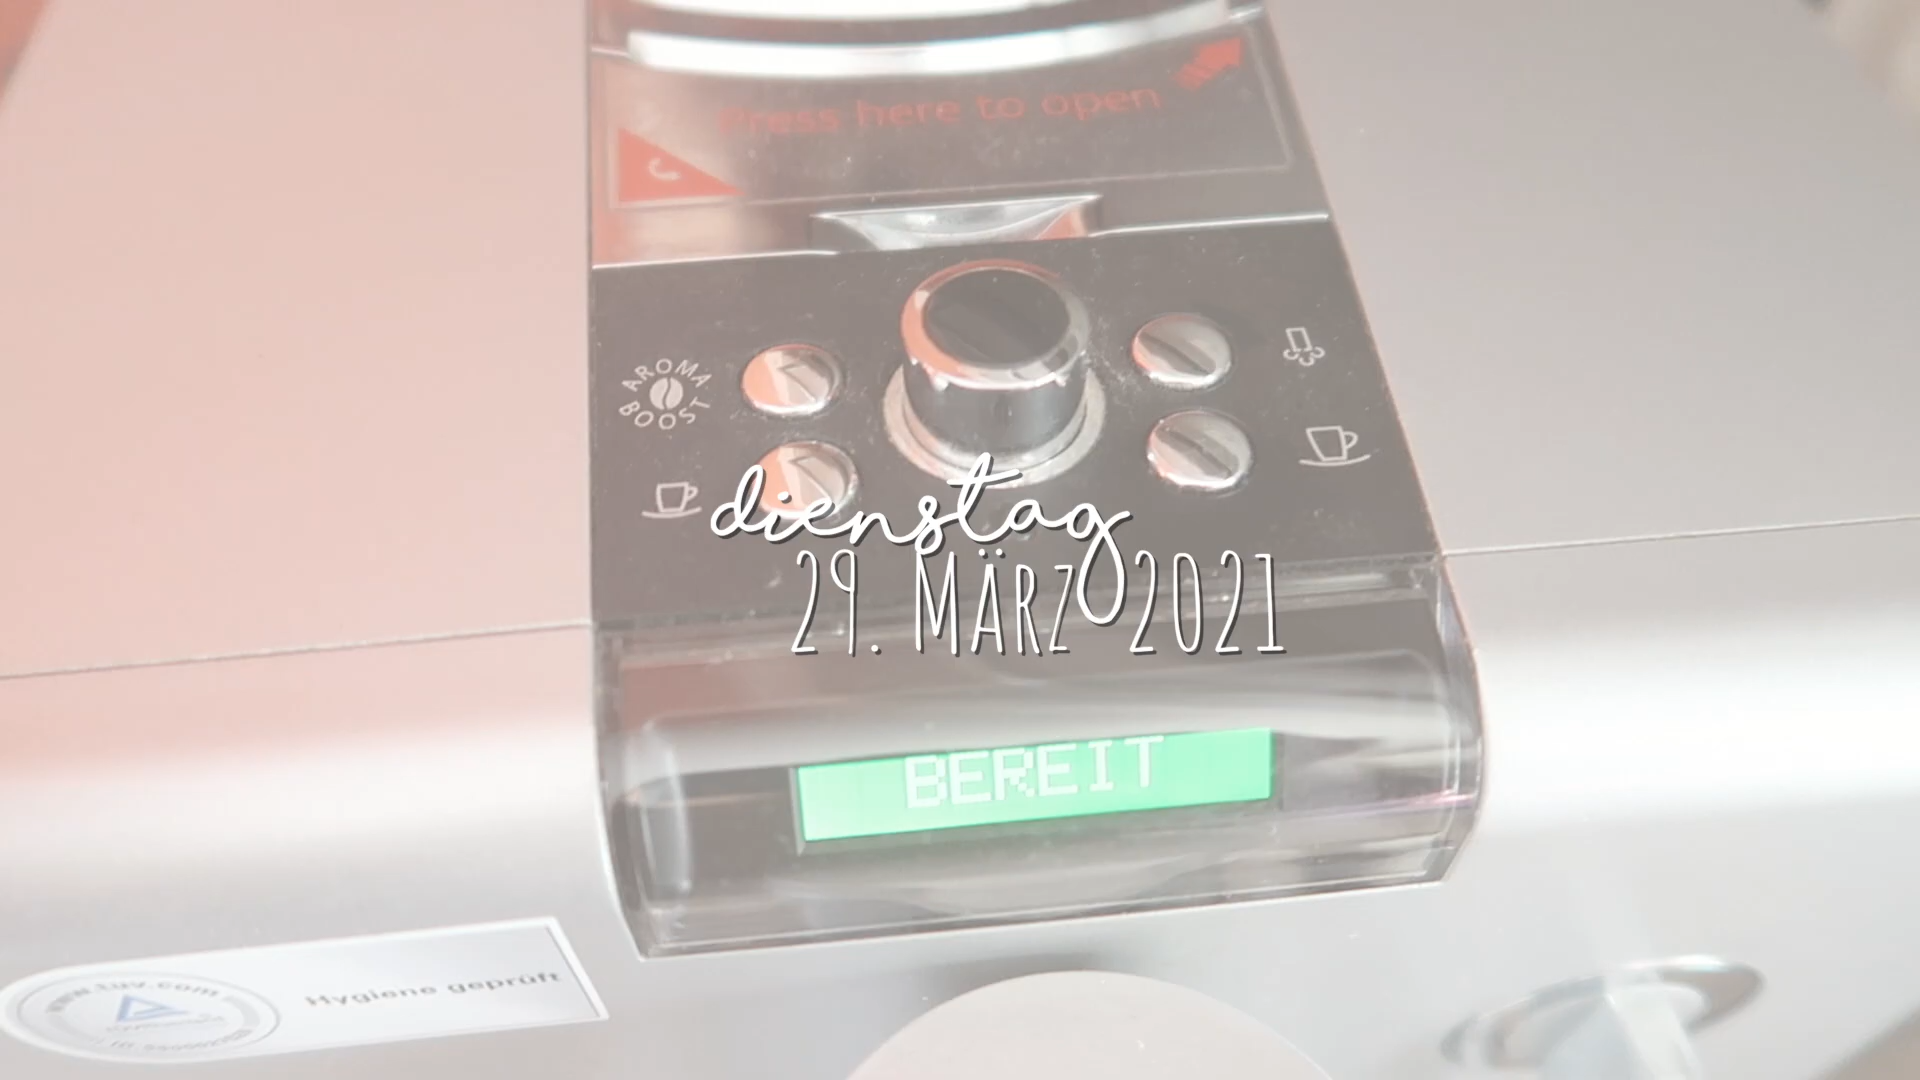 Press here to open
AROMA
BOOST
dienstag
29. MÄRZ 2021
BEREIT
www.tuv.com
Hygiene geprüft